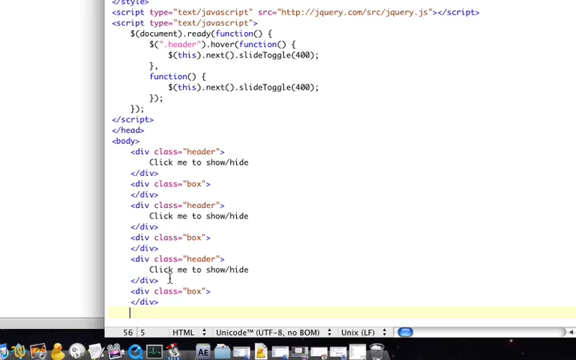 </style>
<script type="text/javascript" src="http://jquery.com/src/jquery.js"></script>
<script type="text/javascript">
$(document).ready(function() {
$(".header").hover(function() {
$(this).next().slideToggle(400);
},
function() {
$(this).next().slideToggle(400);
});
});
</script>
</head>
<body>
<div class="header">
Click me to show/hide
</div>
<div class="box">
</div>
<div class="header">
Click me to show/hide
</div>
<div class="box">
</div>
<div class="header">
Click me to show/hide
</div>
<div class="box">
</div>
56 5 HTML Unicode™ (UTF-8, no BOM) Unix (LF)
AE